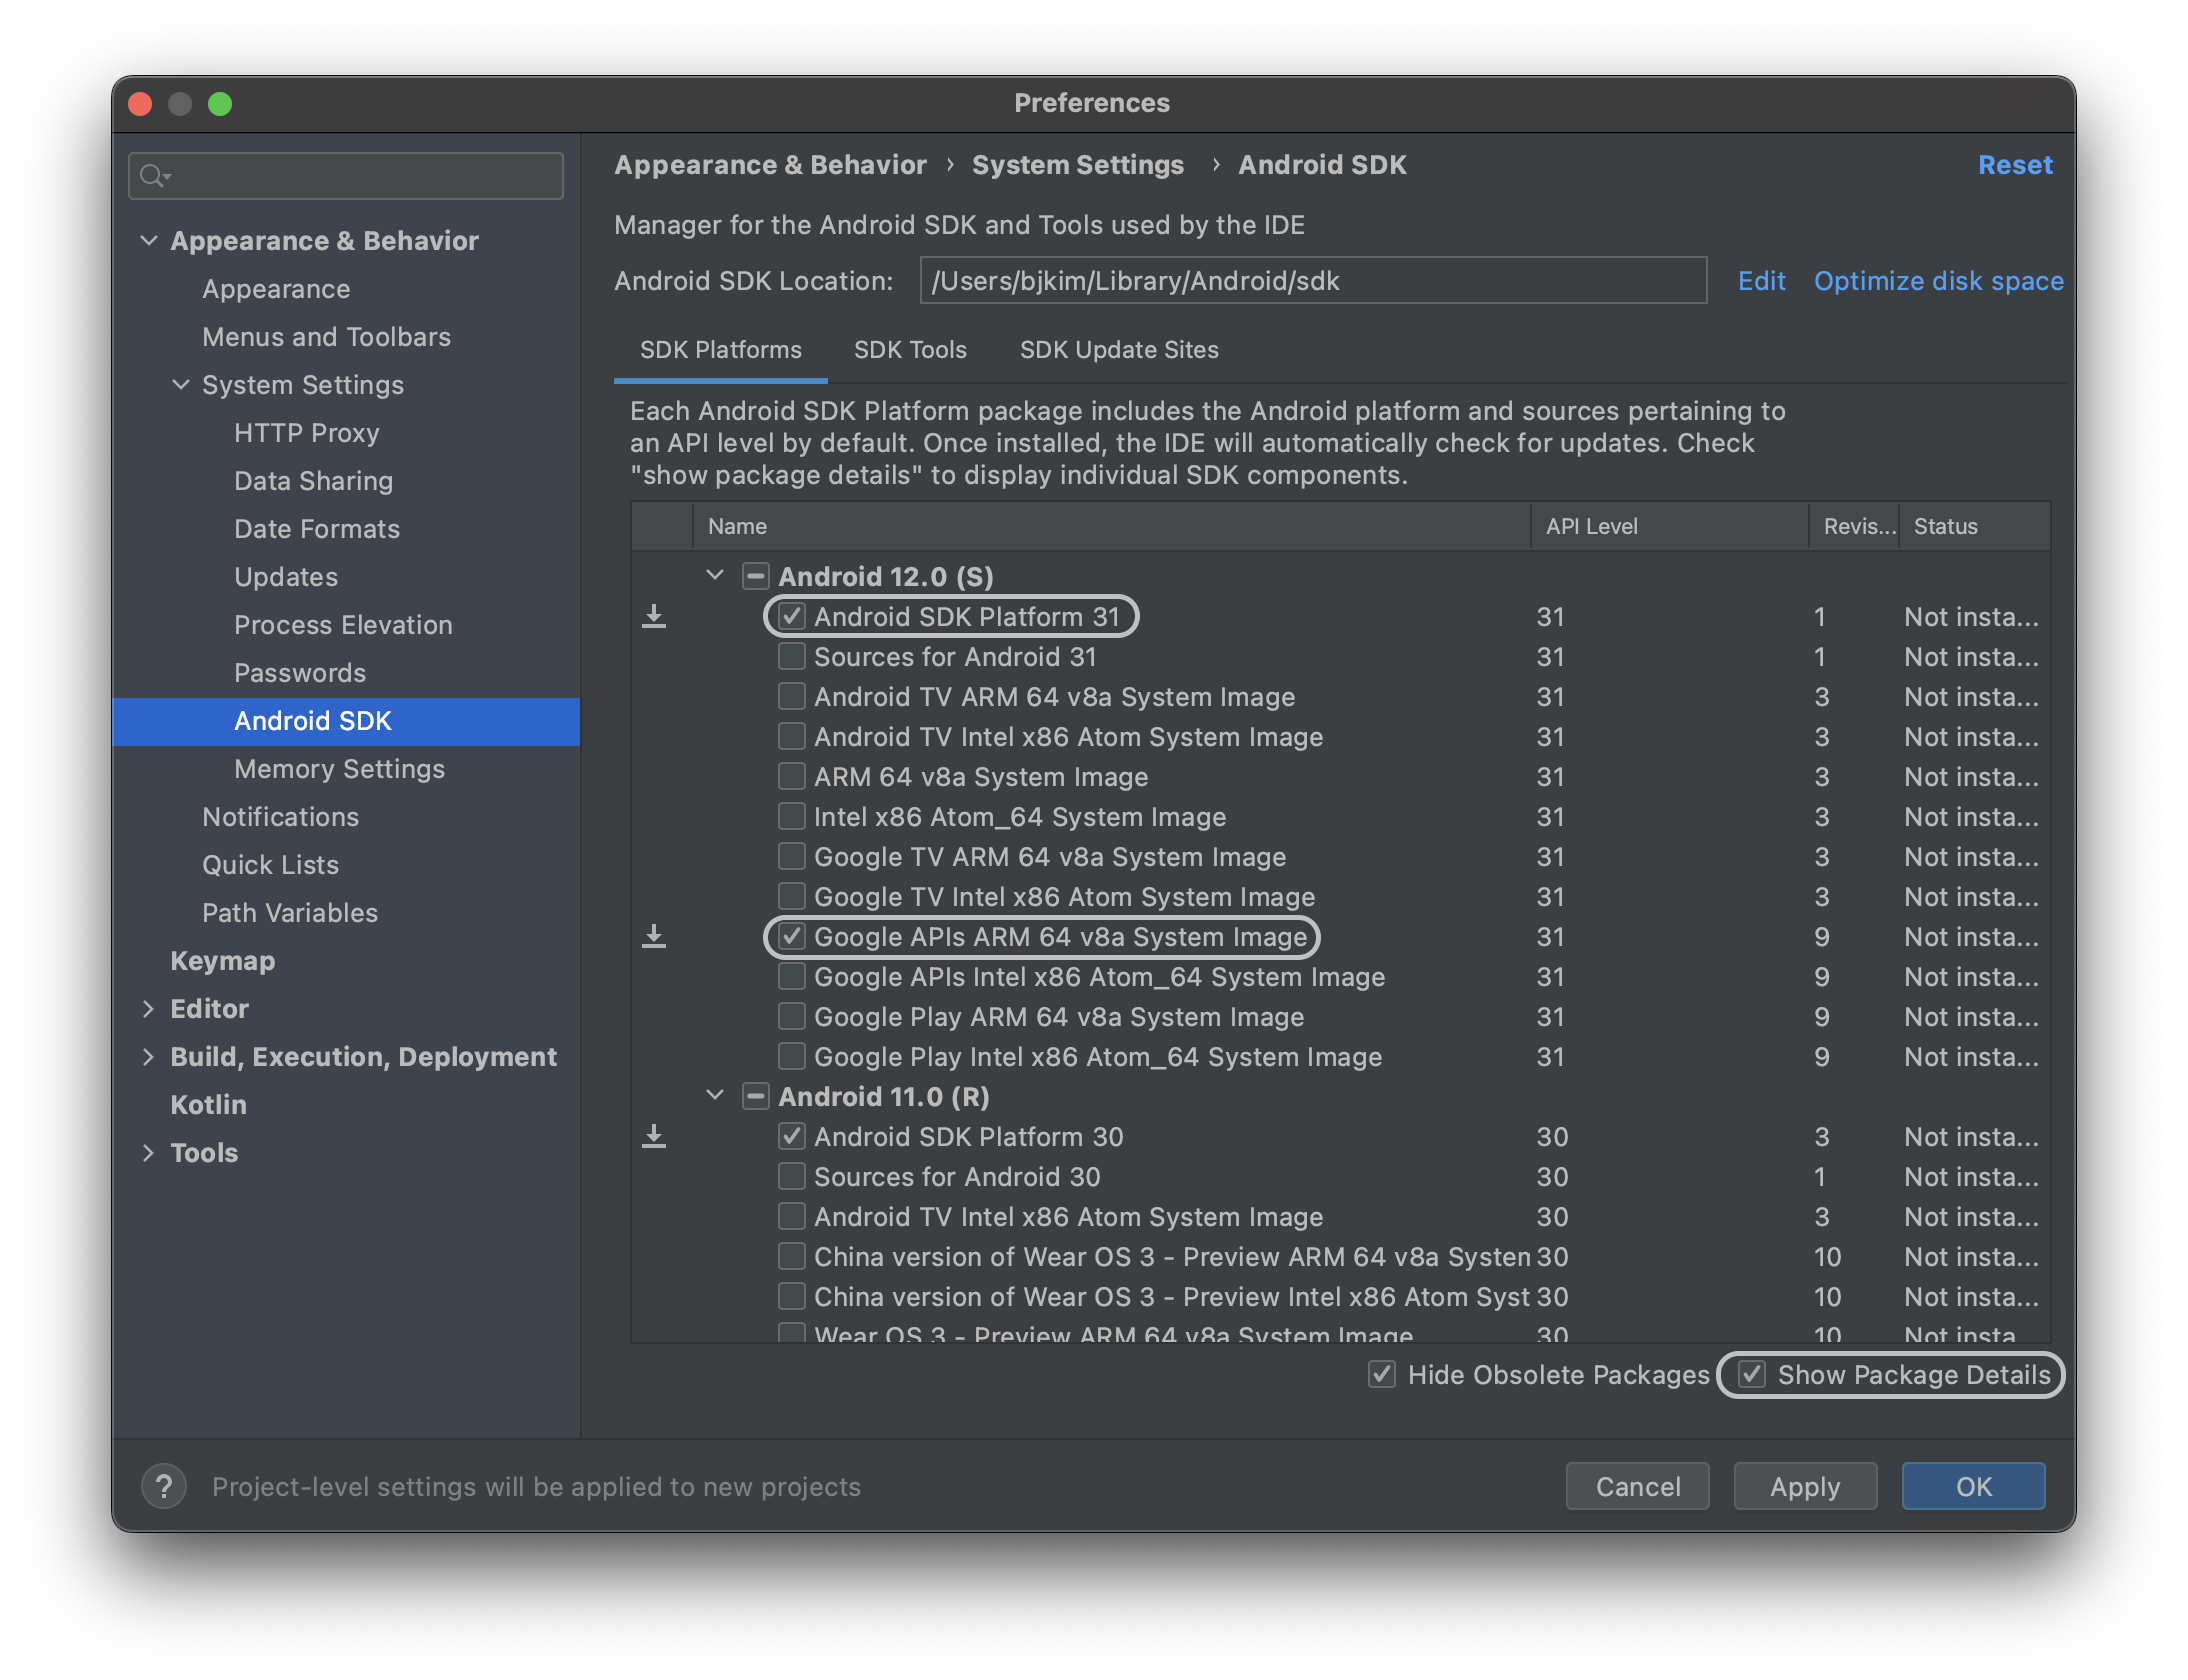 Preferences
Appearance & Behavior
Appearance
Menus and Toolbars
System Settings
HTTP Proxy
Data Sharing
Date Formats
Updates
Process Elevation
Passwords
Android SDK
Memory Settings
Notifications
Quick Lists
Path Variables
Keymap
Editor
Build, Execution, Deployment
Kotlin
Tools
Appearance & Behavior › System Settings › Android SDK Reset
Manager for the Android SDK and Tools used by the IDE
Android SDK Location: /Users/bjkim/Library/Android/sdk Edit Optimize disk space
SDK Platforms SDK Tools SDK Update Sites
Each Android SDK Platform package includes the Android platform and sources pertaining to
an API level by default. Once installed, the IDE will automatically check for updates. Check
"show package details" to display individual SDK components.
Name API Level Revis... Status
Android 12.0 (S)
Android SDK Platform 31 31 1 Not insta...
Sources for Android 31 31 1 Not insta...
Android TV ARM 64 v8a System Image 31 3 Not insta...
Android TV Intel x86 Atom System Image 31 3 Not insta...
ARM 64 v8a System Image 31 3 Not insta...
Intel x86 Atom_64 System Image 31 3 Not insta...
Google TV ARM 64 v8a System Image 31 3 Not insta...
Google TV Intel x86 Atom System Image 31 3 Not insta...
Google APIs ARM 64 v8a System Image 31 9 Not insta...
Google APIs Intel x86 Atom_64 System Image 31 9 Not insta...
Google Play ARM 64 v8a System Image 31 9 Not insta...
Google Play Intel x86 Atom_64 System Image 31 9 Not insta...
Android 11.0 (R)
Android SDK Platform 30 30 3 Not insta...
Sources for Android 30 30 1 Not insta...
Android TV Intel x86 Atom System Image 30 3 Not insta...
China version of Wear OS 3 - Preview ARM 64 v8a System 30 10 Not insta...
China version of Wear OS 3 - Preview Intel x86 Atom Syst 30 10 Not insta...
Wear OS 3 - Preview ARM 64 v8a System Image 30 10 Not insta
Hide Obsolete Packages Show Package Details
? Project-level settings will be applied to new projects
Cancel Apply OK